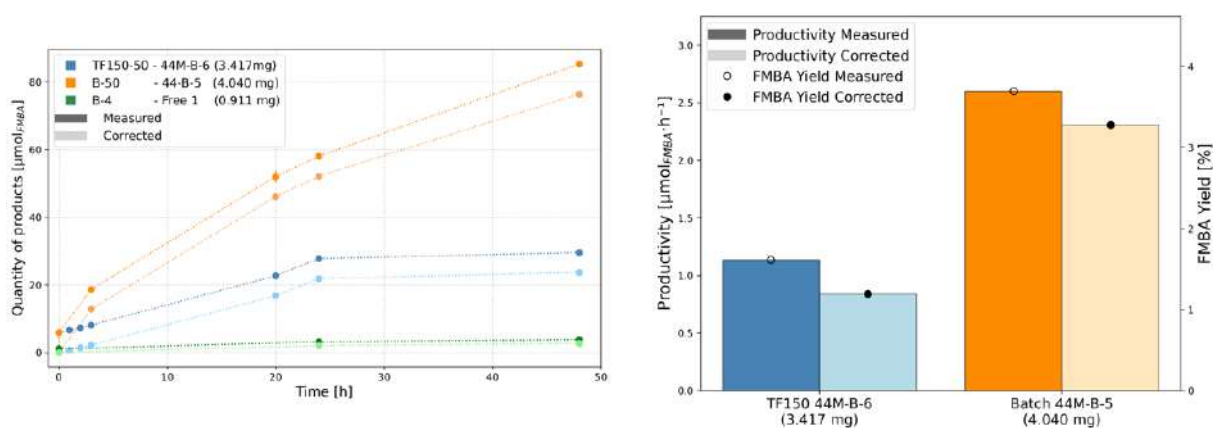 Quantity of products [μmol_FMBA]
80
60
40
20
0
TF150-50 - 44M-B-6 (3.417mg)
B-50 - 44-B-5 (4.040 mg)
B-4 - Free 1 (0.911 mg)
Measured
Corrected
0 10 20 30 40 50
Time [h]
Productivity [μmol_FMBA·h⁻¹]
3.0
2.5
2.0
1.5
1.0
0.5
0.0
Productivity Measured
Productivity Corrected
FMBA Yield Measured
FMBA Yield Corrected
TF150 44M-B-6
(3.417 mg)
Batch 44M-B-5
(4.040 mg)
4
3
2
1
0
FMBA Yield [%]